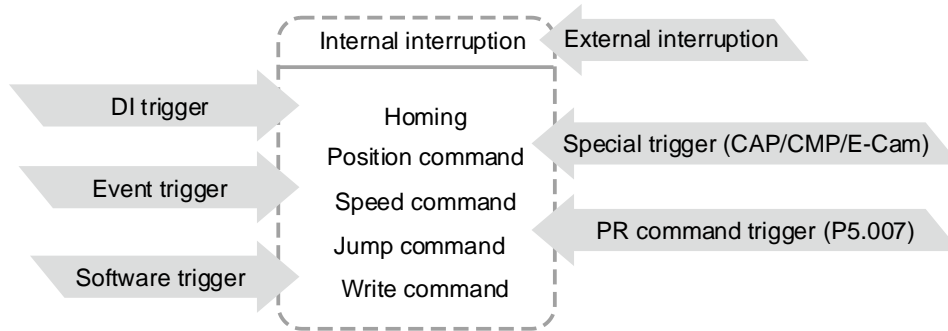 Internal interruption
External interruption
DI trigger
Homing
Position command
Special trigger (CAP/CMP/E-Cam)
Event trigger
Speed command
PR command trigger (P5.007)
Jump command
Software trigger
Write command